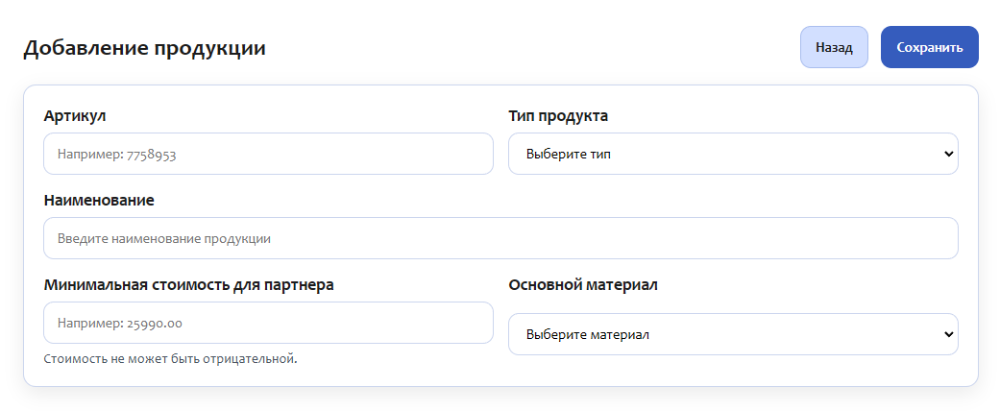 Добавление продукции
Назад
Сохранить
Артикул
Тип продукта
Например: 7758953
Выберите тип
Наименование
Введите наименование продукции
Минимальная стоимость для партнера
Основной материал
Например: 25990.00
Выберите материал
Стоимость не может быть отрицательной.